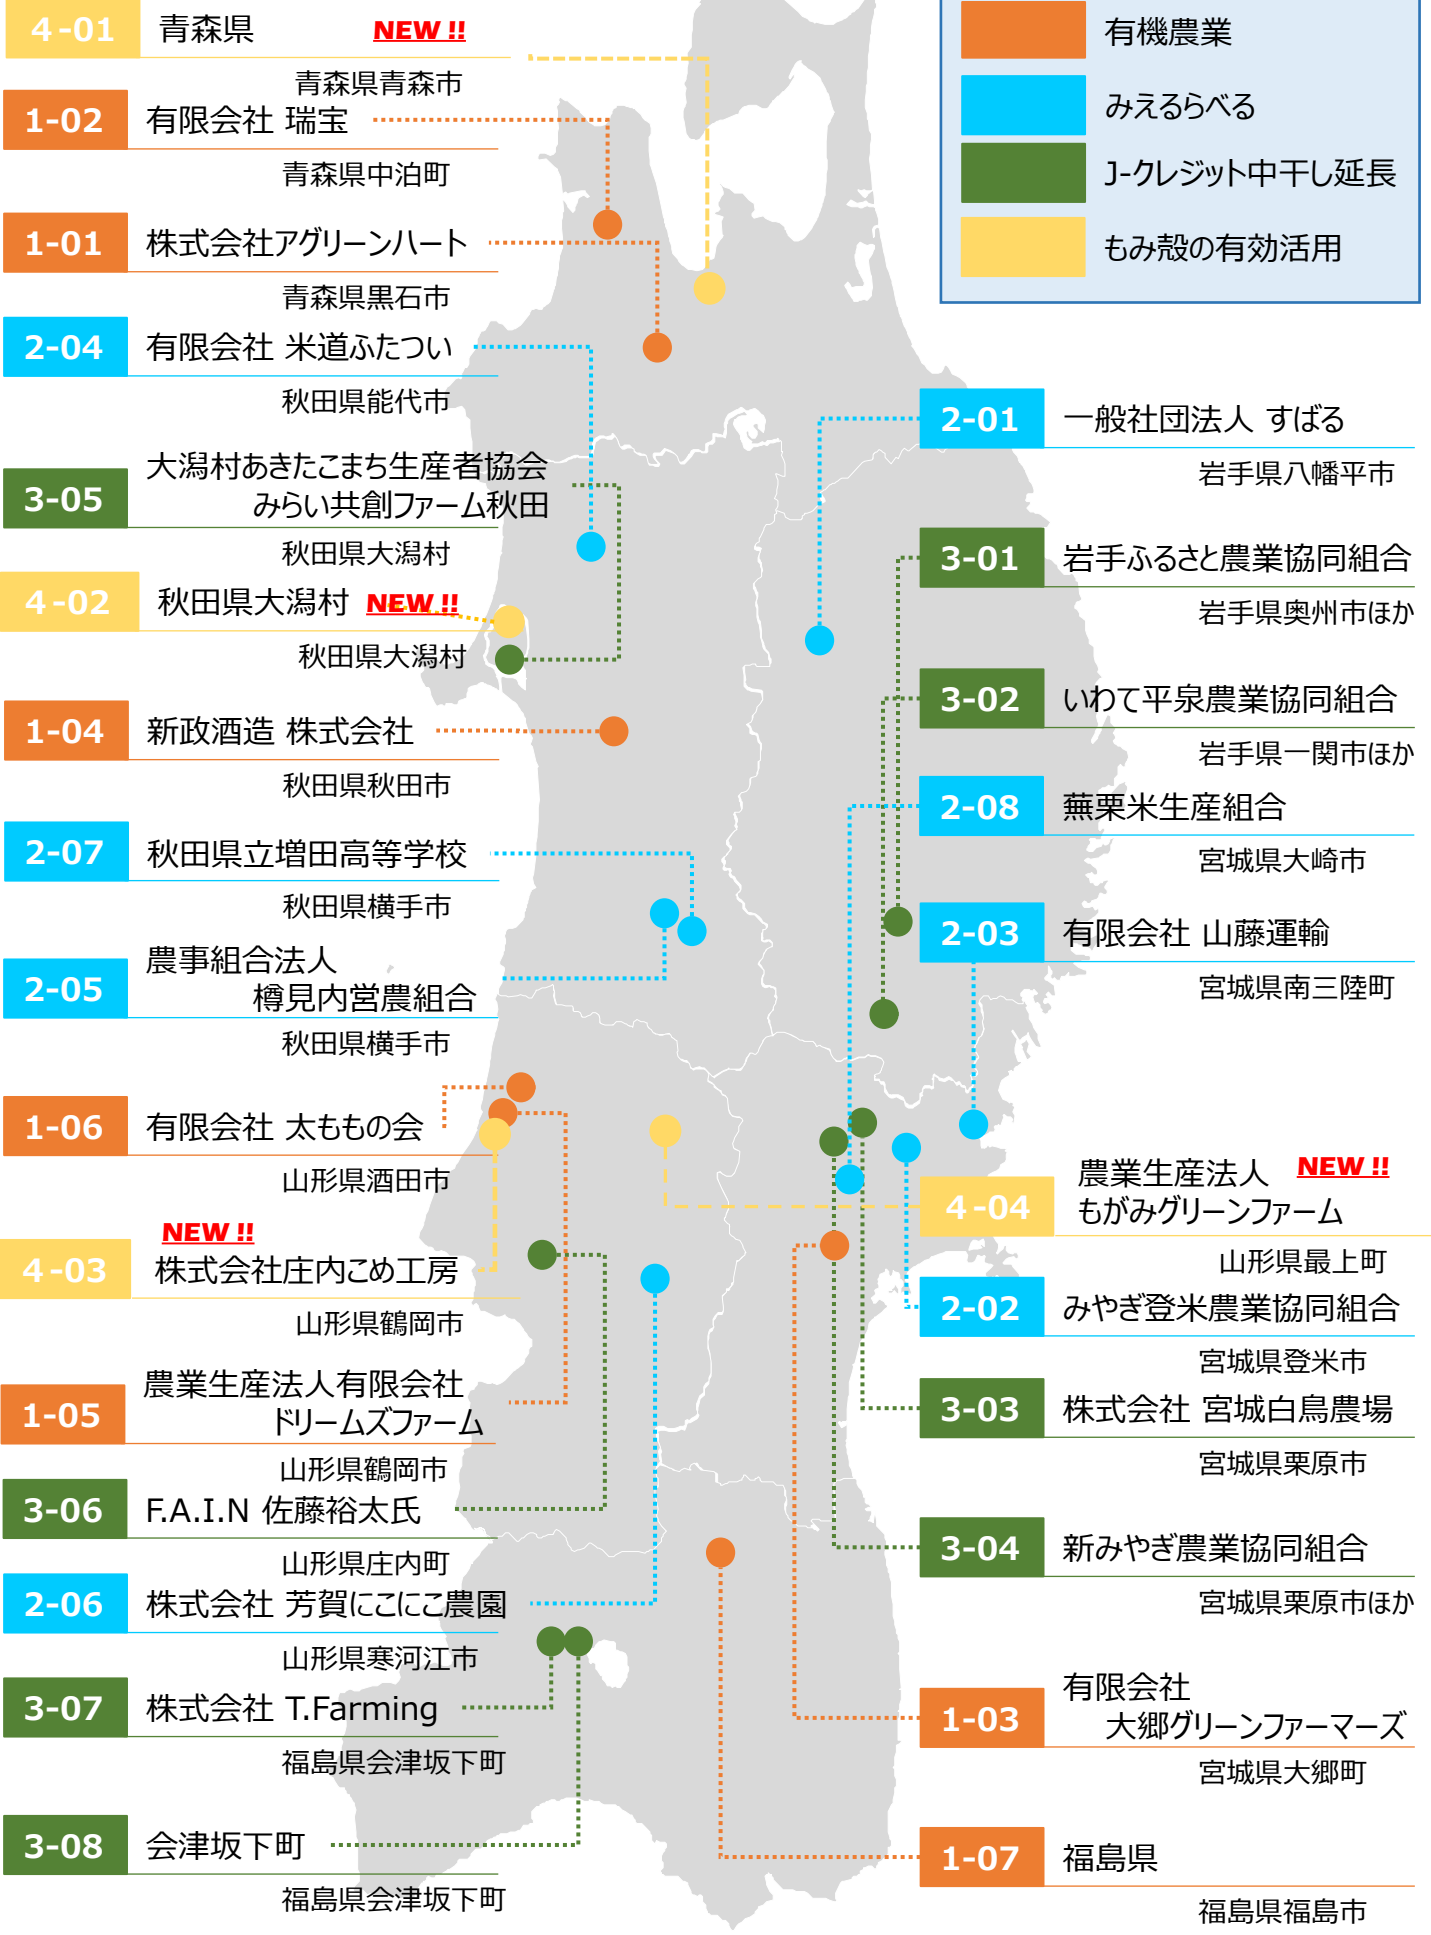 4-01 青森県 NEW !!
青森県青森市
1-02 有限会社 瑞宝
青森県中泊町
1-01 株式会社アグリーンハート
青森県黒石市
2-04 有限会社 米道ふたつい
秋田県能代市
3-05 大潟村あきたこまち生産者協会
みらい共創ファーム秋田
秋田県大潟村
4-02 秋田県大潟村 NEW !!
秋田県大潟村
1-04 新政酒造 株式会社
秋田県秋田市
2-07 秋田県立増田高等学校
秋田県横手市
2-05 農事組合法人
樽見内営農組合
秋田県横手市
1-06 有限会社 太ももの会
山形県酒田市
NEW !!
4-03 株式会社庄内こめ工房
山形県鶴岡市
1-05 農業生産法人有限会社
ドリームズファーム
山形県鶴岡市
3-06 F.A.I.N 佐藤裕太氏
山形県庄内町
2-06 株式会社 芳賀にこにこ農園
山形県寒河江市
3-07 株式会社 T.Farming
福島県会津坂下町
3-08 会津坂下町
福島県会津坂下町
有機農業
みえるらべる
J-クレジット中干し延長
もみ殻の有効活用
2-01 一般社団法人 すばる
岩手県八幡平市
3-01 岩手ふるさと農業協同組合
岩手県奥州市ほか
3-02 いわて平泉農業協同組合
岩手県一関市ほか
2-08 蕪栗米生産組合
宮城県大崎市
2-03 有限会社 山藤運輸
宮城県南三陸町
4-04 農業生産法人 NEW !!
もがみグリーンファーム
山形県最上町
2-02 みやぎ登米農業協同組合
宮城県登米市
3-03 株式会社 宮城白鳥農場
宮城県栗原市
3-04 新みやぎ農業協同組合
宮城県栗原市ほか
1-03 有限会社
大郷グリーンファーマーズ
宮城県大郷町
1-07 福島県
福島県福島市